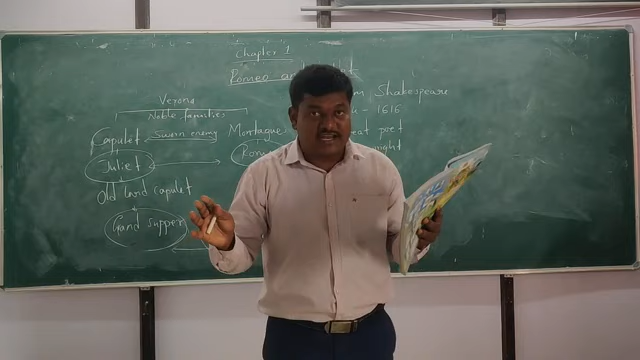 Chapter 1
Romeo and
Shakespeare
Verona
- 1616
Noble families
Capulet Sworn enemy Montague
poet
Juliet Rom
Old Lord Capulet
Grand supper